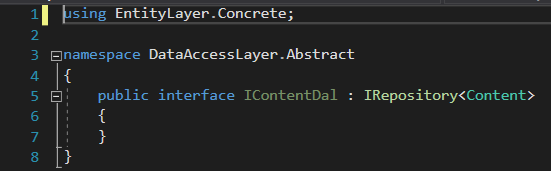 1 using EntityLayer.Concrete;
2
3 namespace DataAccessLayer.Abstract
4 {
5 public interface IContentDal : IRepository<Content>
6 {
7 }
8 }